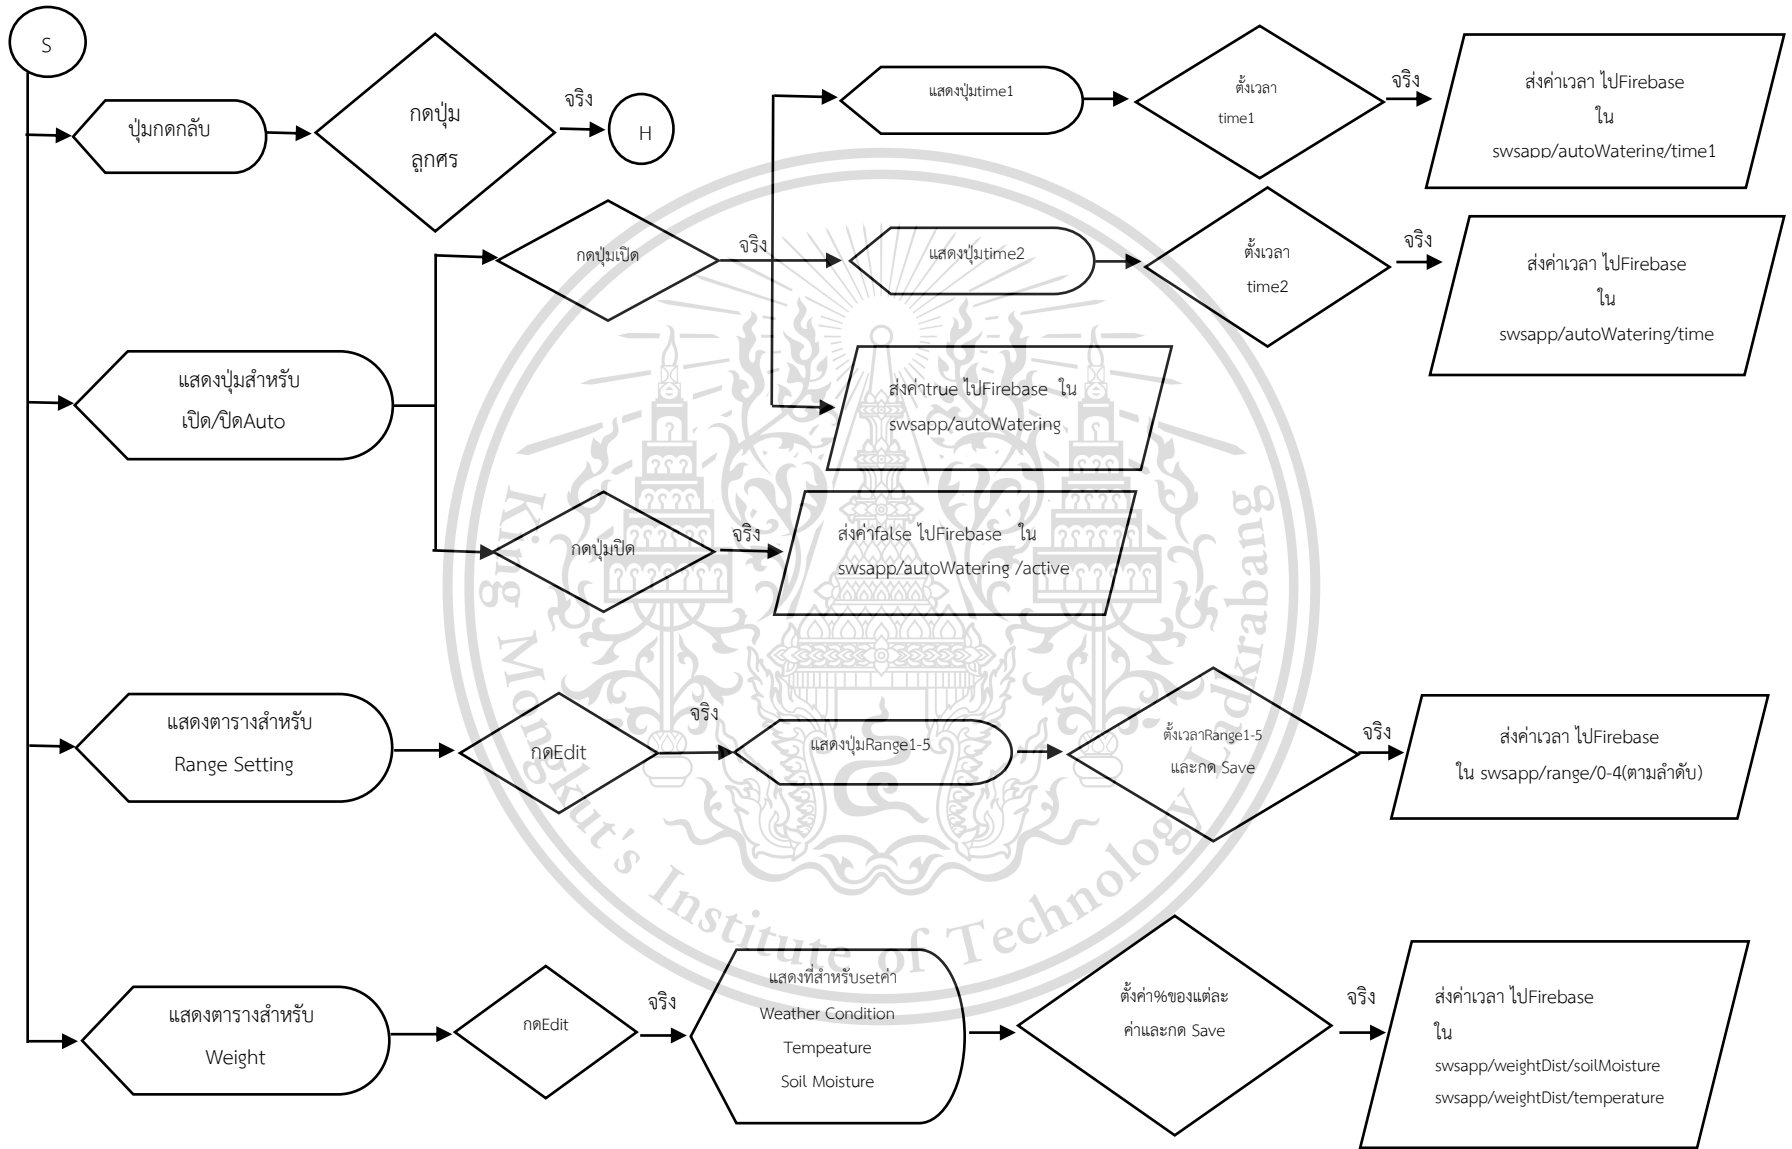 S
ปุ่มกดกลับ
กดปุ่ม
ลูกศร
จริง
H
แสดงปุ่มtime1
ตั้งเวลา
time1
จริง
ส่งค่าเวลา ไปFirebase
ใน
swsapp/autoWatering/time1
แสดงปุ่มสำหรับ
เปิด/ปิดAuto
กดปุ่มเปิด
จริง
แสดงปุ่มtime2
ตั้งเวลา
time2
จริง
ส่งค่าเวลา ไปFirebase
ใน
swsapp/autoWatering/time
ส่งค่าtrue ไปFirebase ใน
swsapp/autoWatering
กดปุ่มปิด
จริง
ส่งค่าfalse ไปFirebase ใน
swsapp/autoWatering /active
แสดงตารางสำหรับ
Range Setting
กดEdit
จริง
แสดงปุ่มRange1-5
ตั้งเวลาRange1-5
และกด Save
จริง
ส่งค่าเวลา ไปFirebase
ใน swsapp/range/0-4(ตามลำดับ)
แสดงตารางสำหรับ
Weight
กดEdit
จริง
แสดงที่สำหรับsetค่า
Weather Condition
Tempeature
Soil Moisture
ตั้งค่า%ของแต่ละ
ค่าและกด Save
จริง
ส่งค่าเวลา ไปFirebase
ใน
swsapp/weightDist/soilMoisture
swsapp/weightDist/temperature
King Mongkut's Institute of Technology Ladkrabang